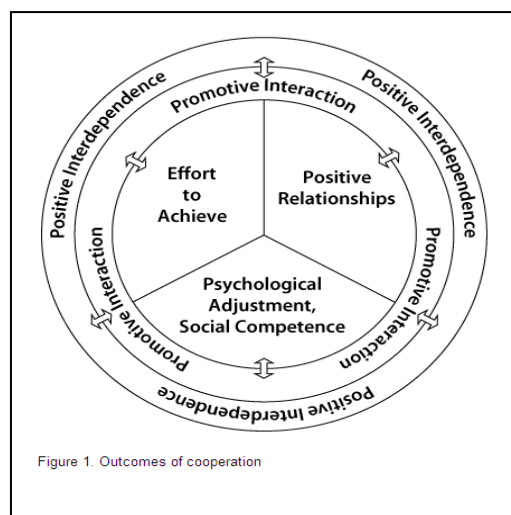 Positive Interdependence
Positive Interdependence
Promotive Interaction
Effort
to
Achieve
Positive
Relationships
Promotive Interaction
Promotive Interaction
Psychological
Adjustment,
Social Competence
Positive Interdependence
Figure 1. Outcomes of cooperation